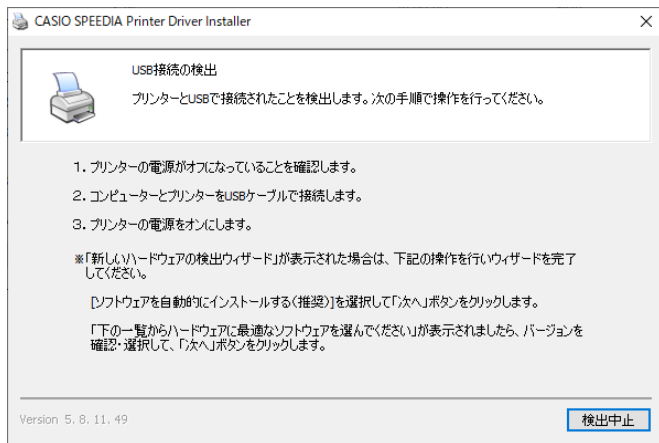 CASIO SPEEDIA Printer Driver Installer
USB接続の検出
プリンターとUSBで接続されたことを検出します。次の手順で操作を行ってください。
1. プリンターの電源がオフになっていることを確認します。
2. コンピューターとプリンターをUSBケーブルで接続します。
3. プリンターの電源をオンにします。
※「新しいハードウェアの検出ウィザード」が表示された場合は、下記の操作を行いウィザードを完了
してください。
[ソフトウェアを自動的にインストールする(推奨)]を選択して「次へ」ボタンをクリックします。
「下の一覧からハードウェアに最適なソフトウェアを選んでください」が表示されましたら、バージョンを
確認・選択して、「次へ」ボタンをクリックします。
Version 5. 8. 11. 49
検出中止